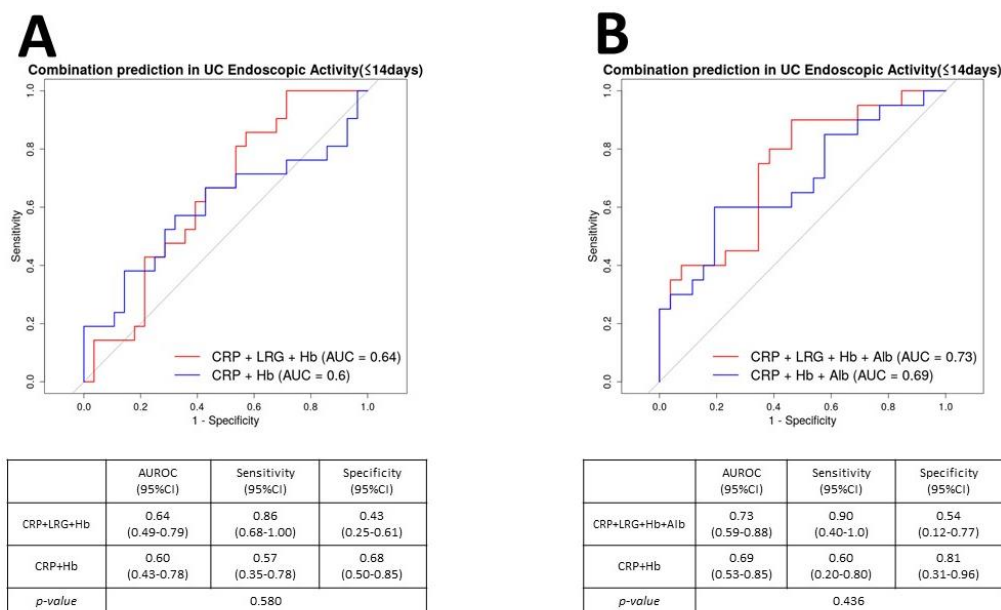 A
Combination prediction in UC Endoscopic Activity(≤14days)
Sensitivity
1.0
0.8
0.6
0.4
0.2
0.0
CRP + LRG + Hb (AUC = 0.64)
CRP + Hb (AUC = 0.6)
0.0 0.2 0.4 0.6 0.8 1.0
1 - Specificity
AUROC (95%CI) Sensitivity (95%CI) Specificity (95%CI)
CRP+LRG+Hb 0.64 (0.49-0.79) 0.86 (0.68-1.00) 0.43 (0.25-0.61)
CRP+Hb 0.60 (0.43-0.78) 0.57 (0.35-0.78) 0.68 (0.50-0.85)
p-value 0.580
B
Combination prediction in UC Endoscopic Activity(≤14days)
Sensitivity
1.0
0.8
0.6
0.4
0.2
0.0
CRP + LRG + Hb + Alb (AUC = 0.73)
CRP + Hb + Alb (AUC = 0.69)
0.0 0.2 0.4 0.6 0.8 1.0
1 - Specificity
AUROC (95%CI) Sensitivity (95%CI) Specificity (95%CI)
CRP+LRG+Hb+Alb 0.73 (0.59-0.88) 0.90 (0.40-1.0) 0.54 (0.12-0.77)
CRP+Hb 0.69 (0.53-0.85) 0.60 (0.20-0.80) 0.81 (0.31-0.96)
p-value 0.436